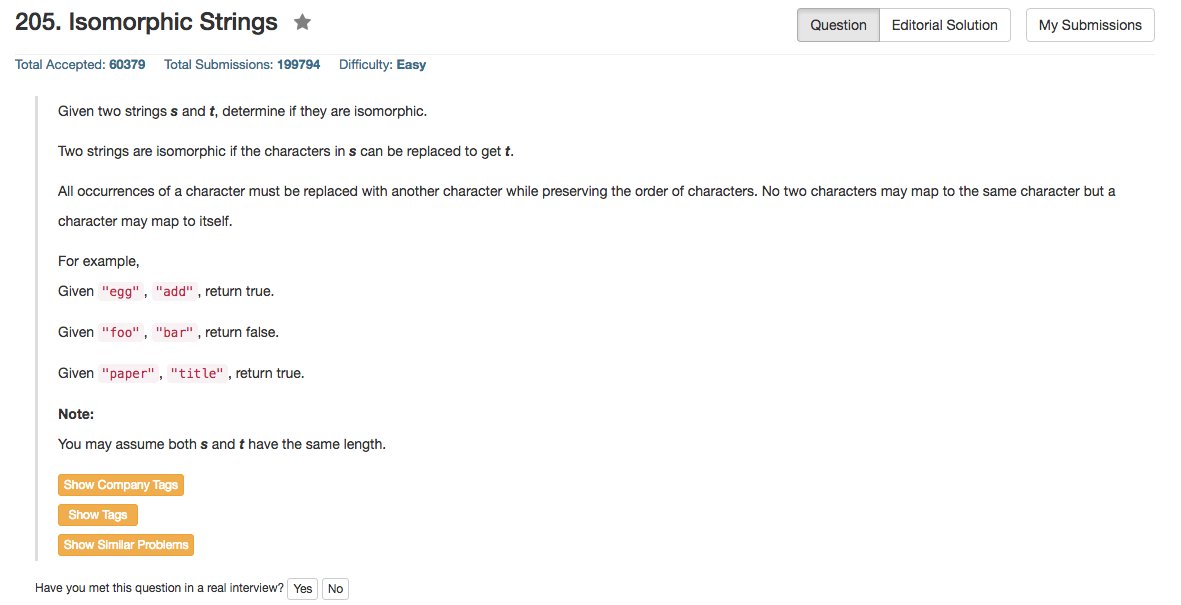 205. Isomorphic Strings
Question Editorial Solution My Submissions
Total Accepted: 60379 Total Submissions: 199794 Difficulty: Easy
Given two strings s and t, determine if they are isomorphic.
Two strings are isomorphic if the characters in s can be replaced to get t.
All occurrences of a character must be replaced with another character while preserving the order of characters. No two characters may map to the same character but a
character may map to itself.
For example,
Given "egg", "add", return true.
Given "foo", "bar", return false.
Given "paper", "title", return true.
Note:
You may assume both s and t have the same length.
Show Company Tags
Show Tags
Show Similar Problems
Have you met this question in a real interview? Yes No